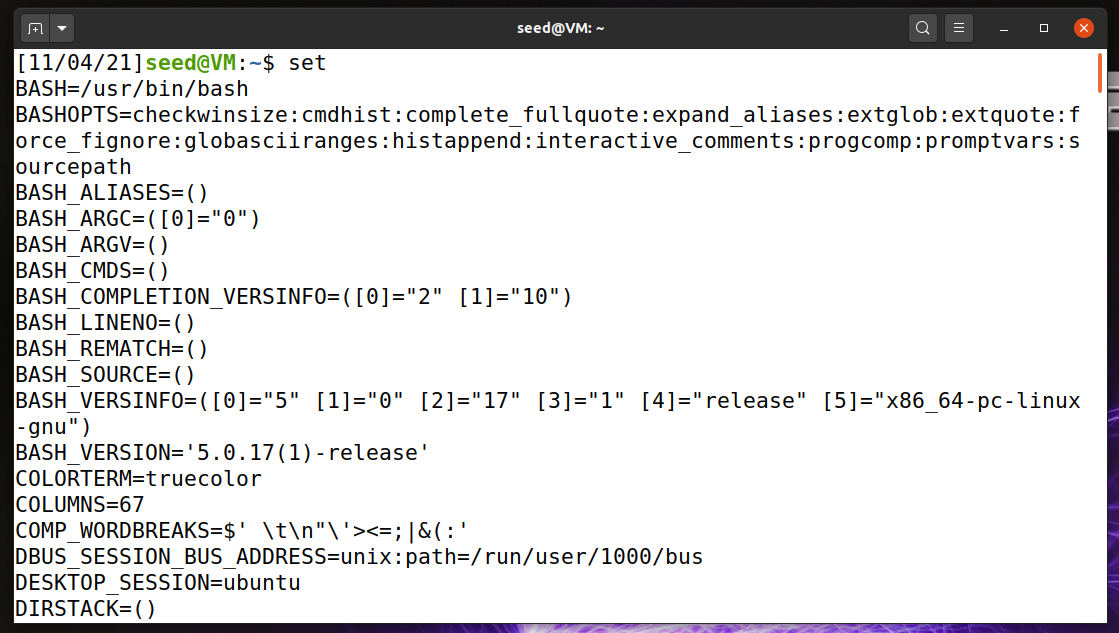 seed@VM: ~
[11/04/21]seed@VM:~$ set
BASH=/usr/bin/bash
BASHOPTS=checkwinsize:cmdhist:complete_fullquote:expand_aliases:extglob:extquote:f
orce_fignore:globasciiranges:histappend:interactive_comments:progcomp:promptvars:s
ourcepath
BASH_ALIASES=()
BASH_ARGC=([0]="0")
BASH_ARGV=()
BASH_CMDS=()
BASH_COMPLETION_VERSINFO=([0]="2" [1]="10")
BASH_LINENO=()
BASH_REMATCH=()
BASH_SOURCE=()
BASH_VERSINFO=([0]="5" [1]="0" [2]="17" [3]="1" [4]="release" [5]="x86_64-pc-linux
-gnu")
BASH_VERSION='5.0.17(1)-release'
COLORTERM=truecolor
COLUMNS=67
COMP_WORDBREAKS=$' \t\n"\'><=;|&(:'
DBUS_SESSION_BUS_ADDRESS=unix:path=/run/user/1000/bus
DESKTOP_SESSION=ubuntu
DIRSTACK=()